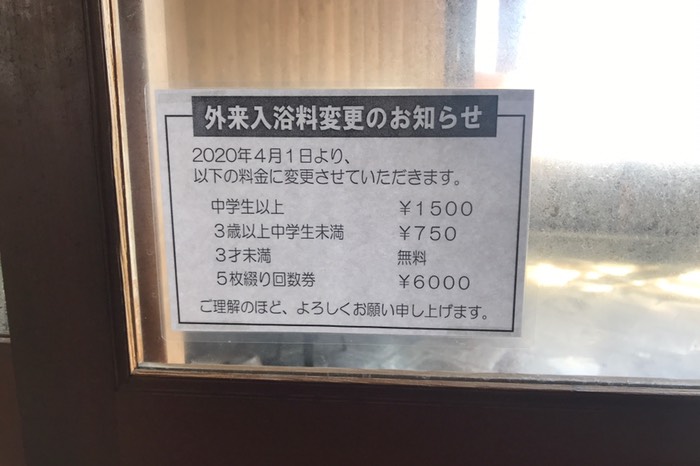 外来入浴料変更のお知らせ
2020年4月1日より、
以下の料金に変更させていただきます。
中学生以上 ￥1500
3歳以上中学生未満 ￥750
3才未満 無料
5枚綴り回数券 ￥6000
ご理解のほど、よろしくお願い申し上げます。